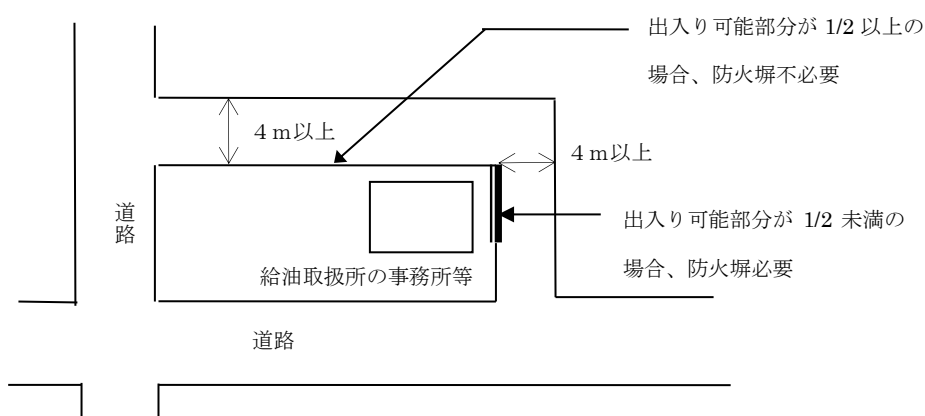 出入り可能部分が 1/2 以上の
場合、防火塀不必要
４ｍ以上
４ｍ以上
道路
出入り可能部分が 1/2 未満の
場合、防火塀必要
給油取扱所の事務所等
道路